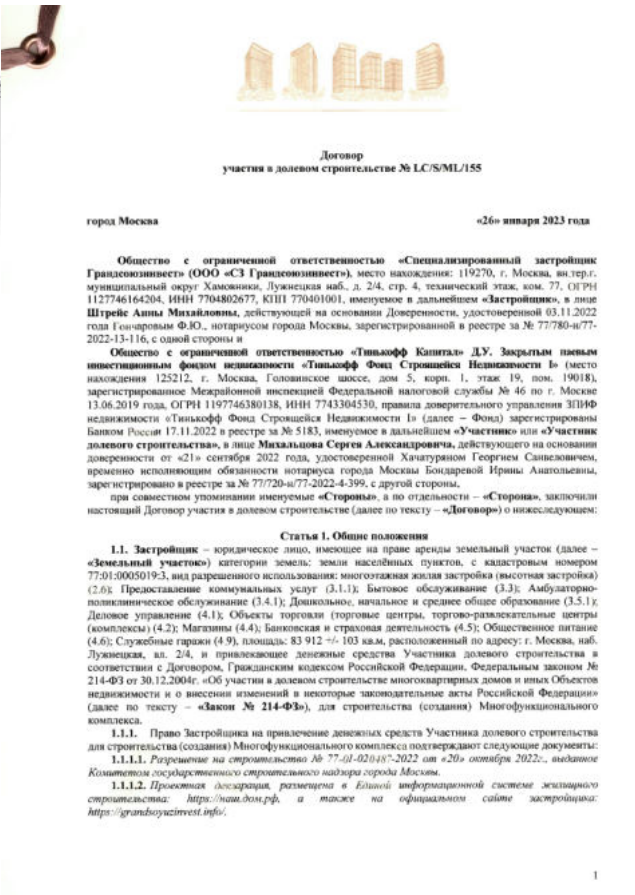 Договор
участия в долевом строительстве № LC/S/ML/155
город Москва «26» января 2023 года
Общество с ограниченной ответственностью «Специализированный застройщик
Грандсоюзинвест» (ООО «СЗ Грандсоюзинвест»), место нахождения: 119270, г. Москва, вн.тер.г.
муниципальный округ Хамовники, Лужнецкая наб., д. 2/4, стр. 4, технический этаж, ком. 77, ОГРН
1127746164204, ИНН 7704802677, КПП 770401001, именуемое в дальнейшем «Застройщик», в лице
Штрейс Анны Михайловны, действующей на основании Доверенности, удостоверенной 03.11.2022
года Гончаровым Ф.Ю., нотариусом города Москвы, зарегистрированной в реестре за № 77/780-н/77-
2022-13-116, с одной стороны и
Общество с ограниченной ответственностью «Тинькофф Капитал» Д.У. Закрытым паевым
инвестиционным фондом недвижимости «Тинькофф Фонд Строящейся Недвижимости I» (место
нахождения 125212, г. Москва, Головинское шоссе, дом 5, корп. 1, этаж 19, пом. 19018),
зарегистрированное Межрайонной инспекцией Федеральной налоговой службы № 46 по г. Москве
13.06.2019 года, ОГРН 1197746380138, ИНН 7743304530, правила доверительного управления ЗПИФ
недвижимости «Тинькофф Фонд Строящейся Недвижимости I» (далее – Фонд) зарегистрированы
Банком России 17.11.2022 в реестре за № 5183, именуемое в дальнейшем «Участник» или «Участник
долевого строительства», в лице Михальцова Сергея Александровича, действующего на основании
доверенности от «21» сентября 2022 года, удостоверенной Хачатуряном Георгием Санвеловичем,
временно исполняющим обязанности нотариуса города Москвы Бондаревой Ирины Анатольевны,
зарегистрировано в реестре за № 77/720-н/77-2022-4-399, с другой стороны,
при совместном упоминании именуемые «Стороны», а по отдельности – «Сторона», заключили
настоящий Договор участия в долевом строительстве (далее по тексту – «Договор») о нижеследующем:
Статья 1. Общие положения
1.1. Застройщик – юридическое лицо, имеющее на праве аренды земельный участок (далее –
«Земельный участок») категории земель: земли населённых пунктов, с кадастровым номером
77:01:0005019:3, вид разрешенного использования: многоэтажная жилая застройка (высотная застройка)
(2.6); Предоставление коммунальных услуг (3.1.1); Бытовое обслуживание (3.3); Амбулаторно-
поликлиническое обслуживание (3.4.1); Дошкольное, начальное и среднее общее образование (3.5.1);
Деловое управление (4.1); Объекты торговли (торговые центры, торгово-развлекательные центры
(комплексы) (4.2); Магазины (4.4); Банковская и страховая деятельность (4.5); Общественное питание
(4.6); Служебные гаражи (4.9), площадь: 83 912 +/- 103 кв.м, расположенный по адресу: г. Москва, наб.
Лужнецкая, вл. 2/4, и привлекающее денежные средства Участника долевого строительства в
соответствии с Договором, Гражданским кодексом Российской Федерации, Федеральным законом №
214-ФЗ от 30.12.2004г. «Об участии в долевом строительстве многоквартирных домов и иных Объектов
недвижимости и о внесении изменений в некоторые законодательные акты Российской Федерации»
(далее по тексту – «Закон № 214-ФЗ»), для строительства (создания) Многофункционального
комплекса.
1.1.1. Право Застройщика на привлечение денежных средств Участника долевого строительства
для строительства (создания) Многофункционального комплекса подтверждают следующие документы:
1.1.1.1. Разрешение на строительство № 77-01-020487-2022 от «20» октября 2022г., выданное
Комитетом государственного строительного надзора города Москвы.
1.1.1.2. Проектная декларация, размещена в Единой информационной системе жилищного
строительства: https://наш.дом.рф, а также на официальном сайте застройщика:
https://grandsoyuzinvest.info/.
1